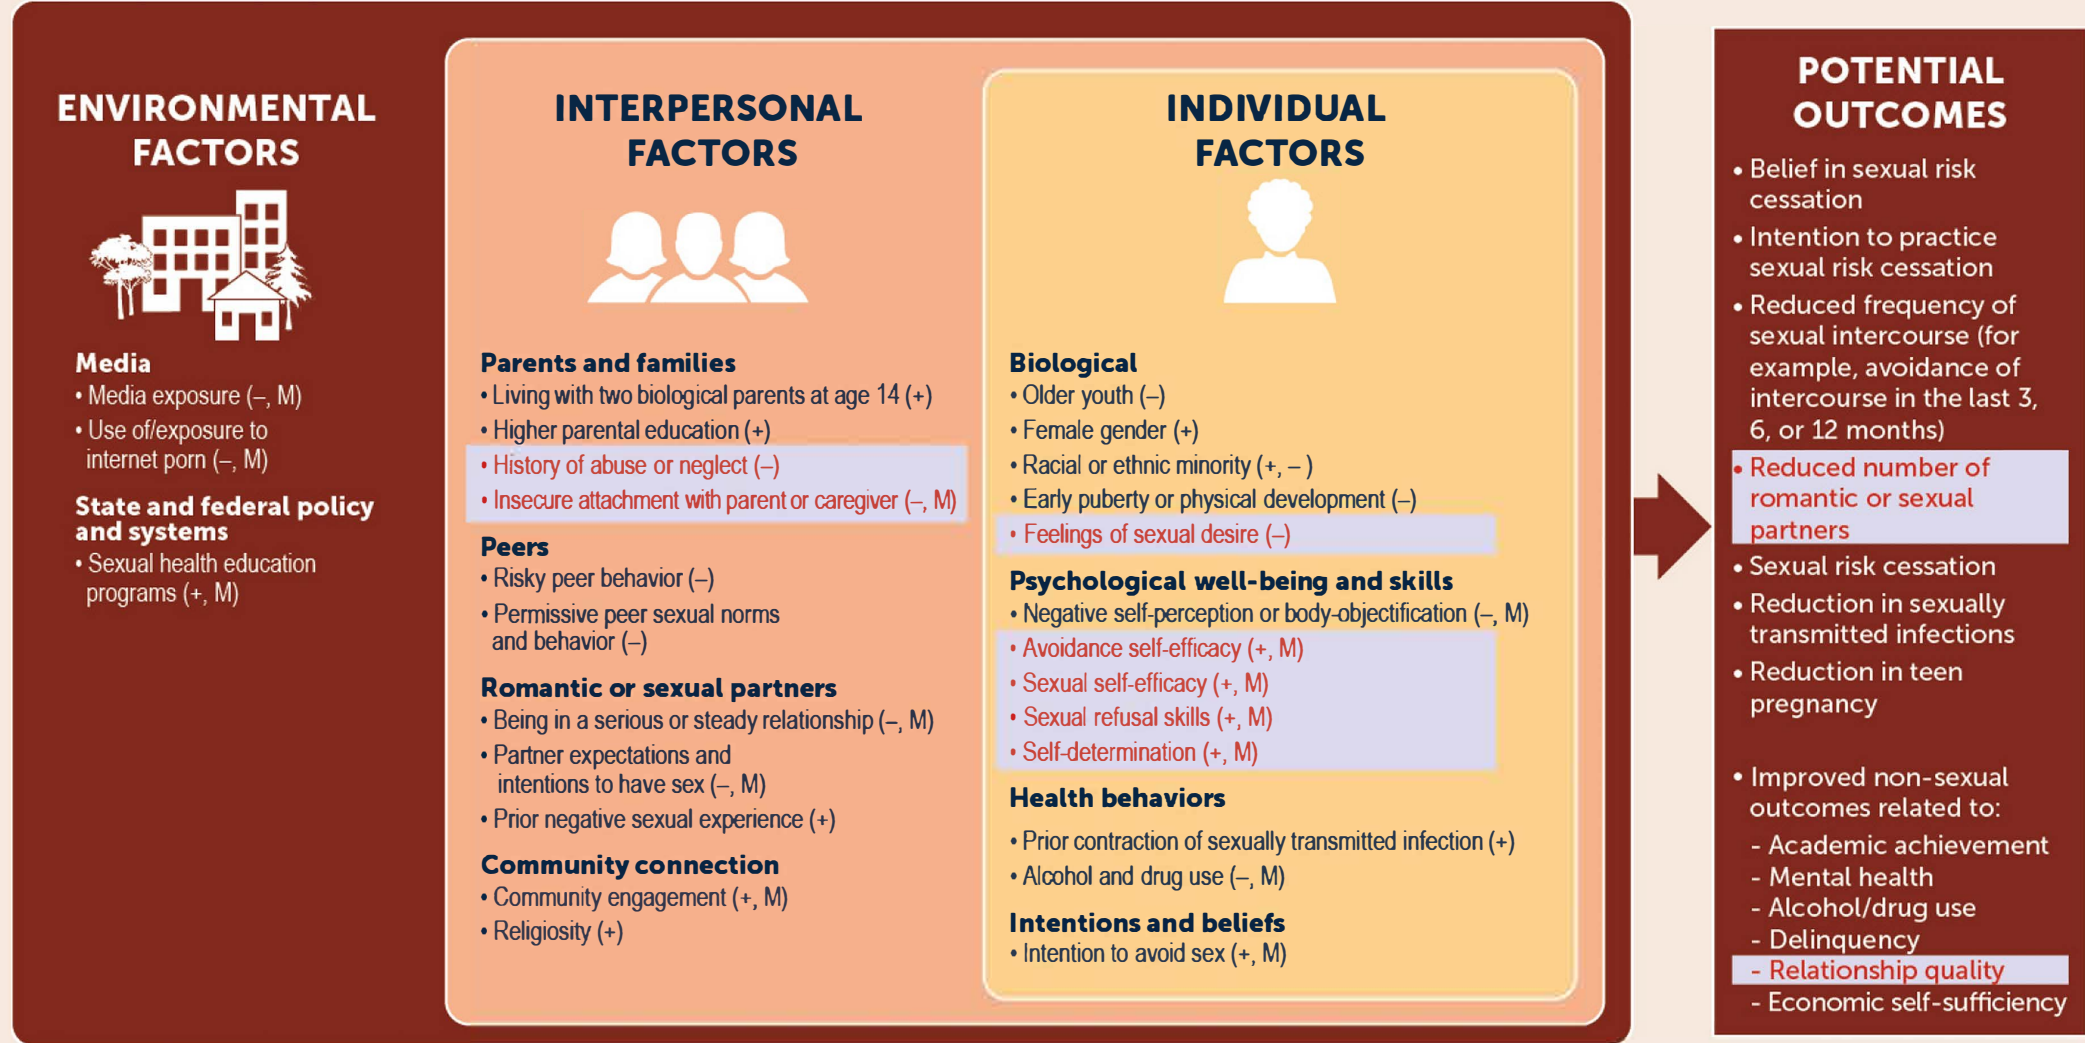 ENVIRONMENTAL
FACTORS
Media
• Media exposure (–, M)
• Use of/exposure to
internet porn (–, M)
State and federal policy
and systems
• Sexual health education
programs (+, M)
INTERPERSONAL
FACTORS
Parents and families
• Living with two biological parents at age 14 (+)
• Higher parental education (+)
• History of abuse or neglect (–)
• Insecure attachment with parent or caregiver (–, M)
Peers
• Risky peer behavior (–)
• Permissive peer sexual norms
and behavior (–)
Romantic or sexual partners
• Being in a serious or steady relationship (–, M)
• Partner expectations and
intentions to have sex (–, M)
• Prior negative sexual experience (+)
Community connection
• Community engagement (+, M)
• Religiosity (+)
INDIVIDUAL
FACTORS
Biological
• Older youth (–)
• Female gender (+)
• Racial or ethnic minority (+, – )
• Early puberty or physical development (–)
• Feelings of sexual desire (–)
Psychological well-being and skills
• Negative self-perception or body-objectification (–, M)
• Avoidance self-efficacy (+, M)
• Sexual self-efficacy (+, M)
• Sexual refusal skills (+, M)
• Self-determination (+, M)
Health behaviors
• Prior contraction of sexually transmitted infection (+)
• Alcohol and drug use (–, M)
Intentions and beliefs
• Intention to avoid sex (+, M)
POTENTIAL
OUTCOMES
• Belief in sexual risk
cessation
• Intention to practice
sexual risk cessation
• Reduced frequency of
sexual intercourse (for
example, avoidance of
intercourse in the last 3,
6, or 12 months)
• Reduced number of
romantic or sexual
partners
• Sexual risk cessation
• Reduction in sexually
transmitted infections
• Reduction in teen
pregnancy
• Improved non-sexual
outcomes related to:
- Academic achievement
- Mental health
- Alcohol/drug use
- Delinquency
- Relationship quality
- Economic self-sufficiency